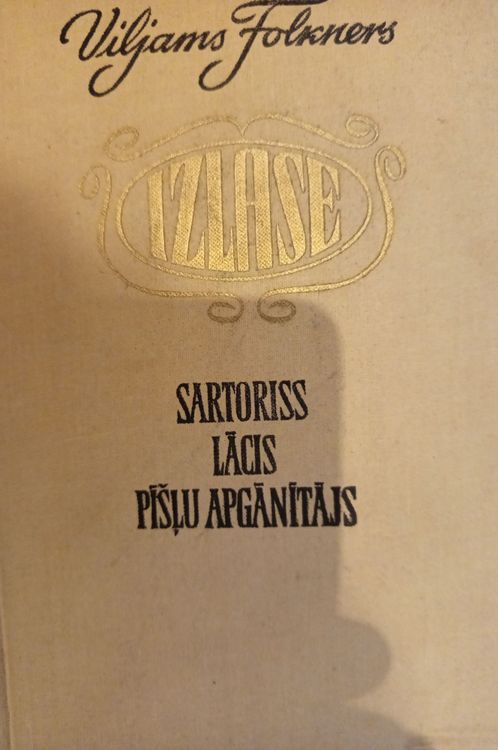 Viljams Folkners
IZLASE
SARTORISS
LĀCIS
PĪŠĻU APGĀNĪTĀJS